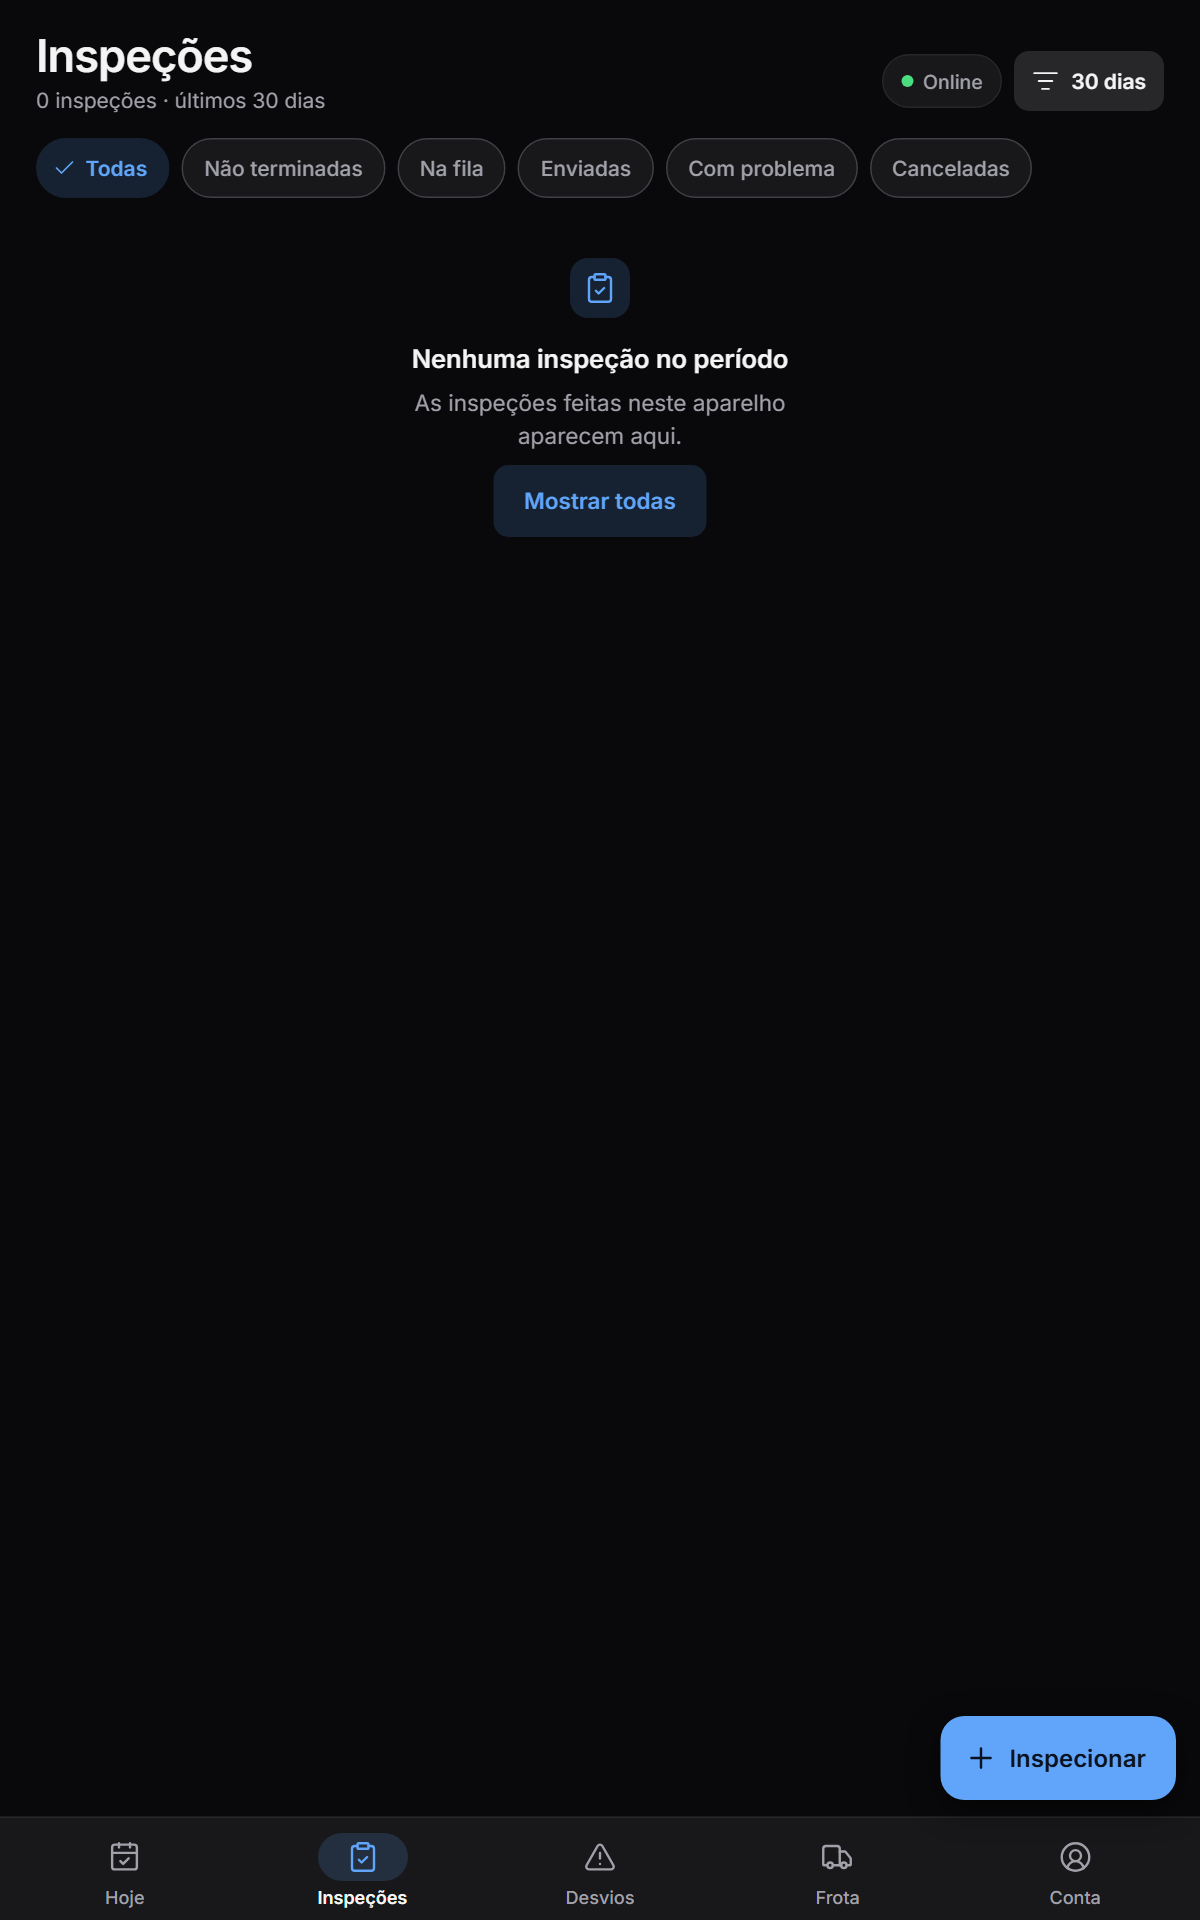 Inspeções
0 inspeções · últimos 30 dias
Online
30 dias
Todas
Não terminadas
Na fila
Enviadas
Com problema
Canceladas
Nenhuma inspeção no período
As inspeções feitas neste aparelho
aparecem aqui.
Mostrar todas
Inspecionar
Hoje
Inspeções
Desvios
Frota
Conta